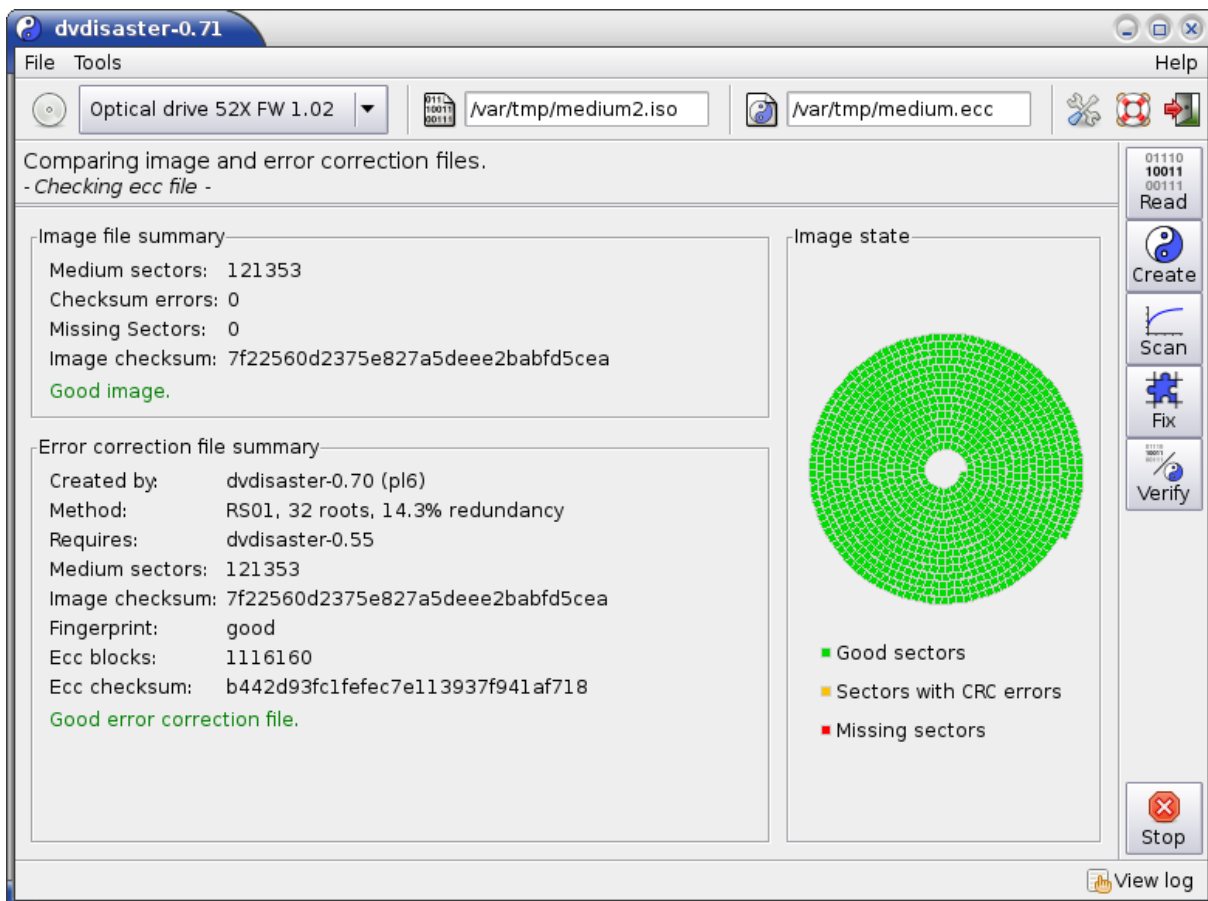 dvdisaster-0.71
File Tools Help
Optical drive 52X FW 1.02 /var/tmp/medium2.iso /var/tmp/medium.ecc
Comparing image and error correction files.
- Checking ecc file -
Image file summary
Medium sectors: 121353
Checksum errors: 0
Missing Sectors: 0
Image checksum: 7f22560d2375e827a5deee2babfd5cea
Good image.
Error correction file summary
Created by: dvdisaster-0.70 (pl6)
Method: RS01, 32 roots, 14.3% redundancy
Requires: dvdisaster-0.55
Medium sectors: 121353
Image checksum: 7f22560d2375e827a5deee2babfd5cea
Fingerprint: good
Ecc blocks: 1116160
Ecc checksum: b442d93fc1fefec7e113937f941af718
Good error correction file.
Image state
Good sectors
Sectors with CRC errors
Missing sectors
01110
10011
00111
Read
Create
Scan
Fix
Verify
Stop
View log